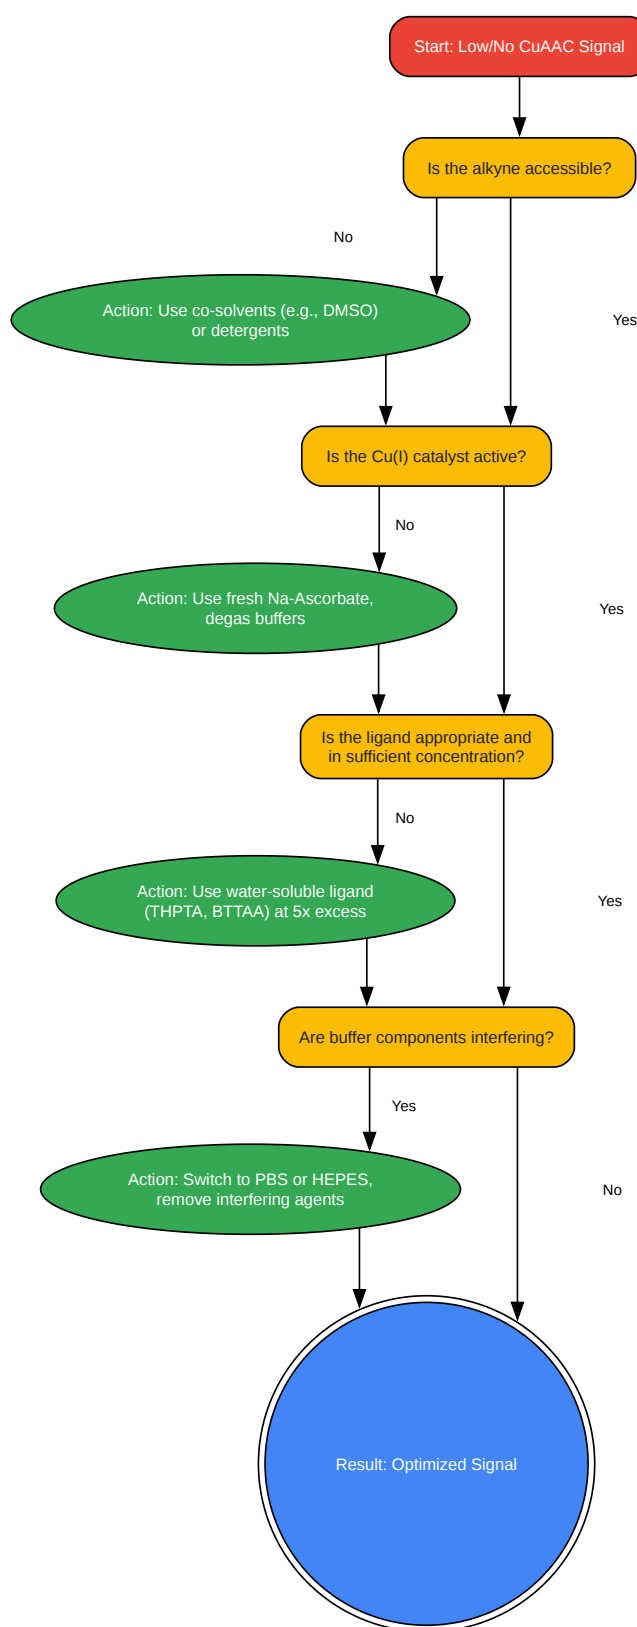 Start: Low/No CuAAC Signal
Is the alkyne accessible?
No
Action: Use co-solvents (e.g., DMSO)
or detergents
Yes
Is the Cu(I) catalyst active?
No
Action: Use fresh Na-Ascorbate,
degas buffers
Yes
Is the ligand appropriate and
in sufficient concentration?
No
Action: Use water-soluble ligand
(THPTA, BTTAA) at 5x excess
Yes
Are buffer components interfering?
Yes
Action: Switch to PBS or HEPES,
remove interfering agents
No
Result: Optimized Signal